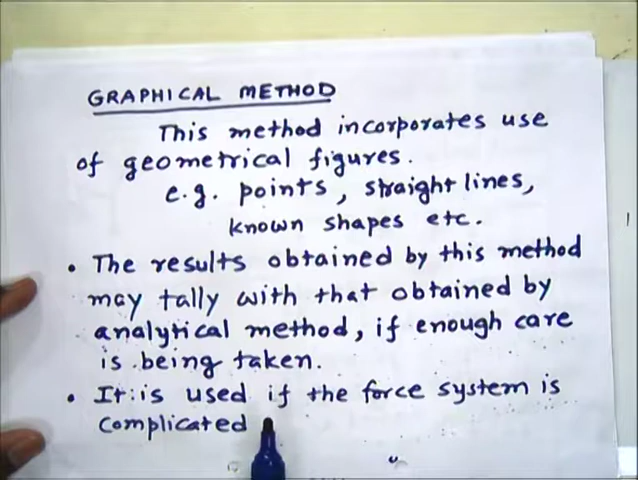 GRAPHICAL METHOD
This method incorporates use
of geometrical figures.
e.g. points, straight lines,
known shapes etc.
• The results obtained by this method
may tally with that obtained by
analytical method, if enough care
is being taken.
• It is used if the force system is
complicated